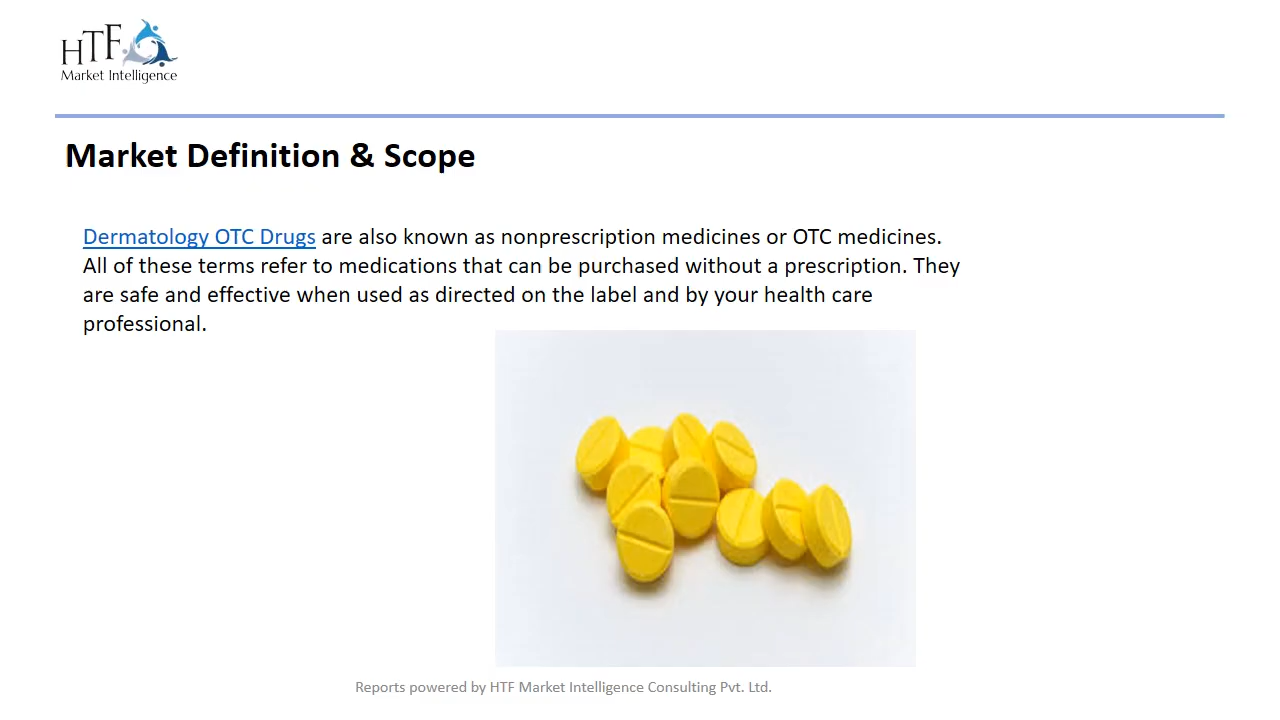 HTF
Market Intelligence
Market Definition & Scope
Dermatology OTC Drugs are also known as nonprescription medicines or OTC medicines.
All of these terms refer to medications that can be purchased without a prescription. They
are safe and effective when used as directed on the label and by your health care
professional.
Reports powered by HTF Market Intelligence Consulting Pvt. Ltd.